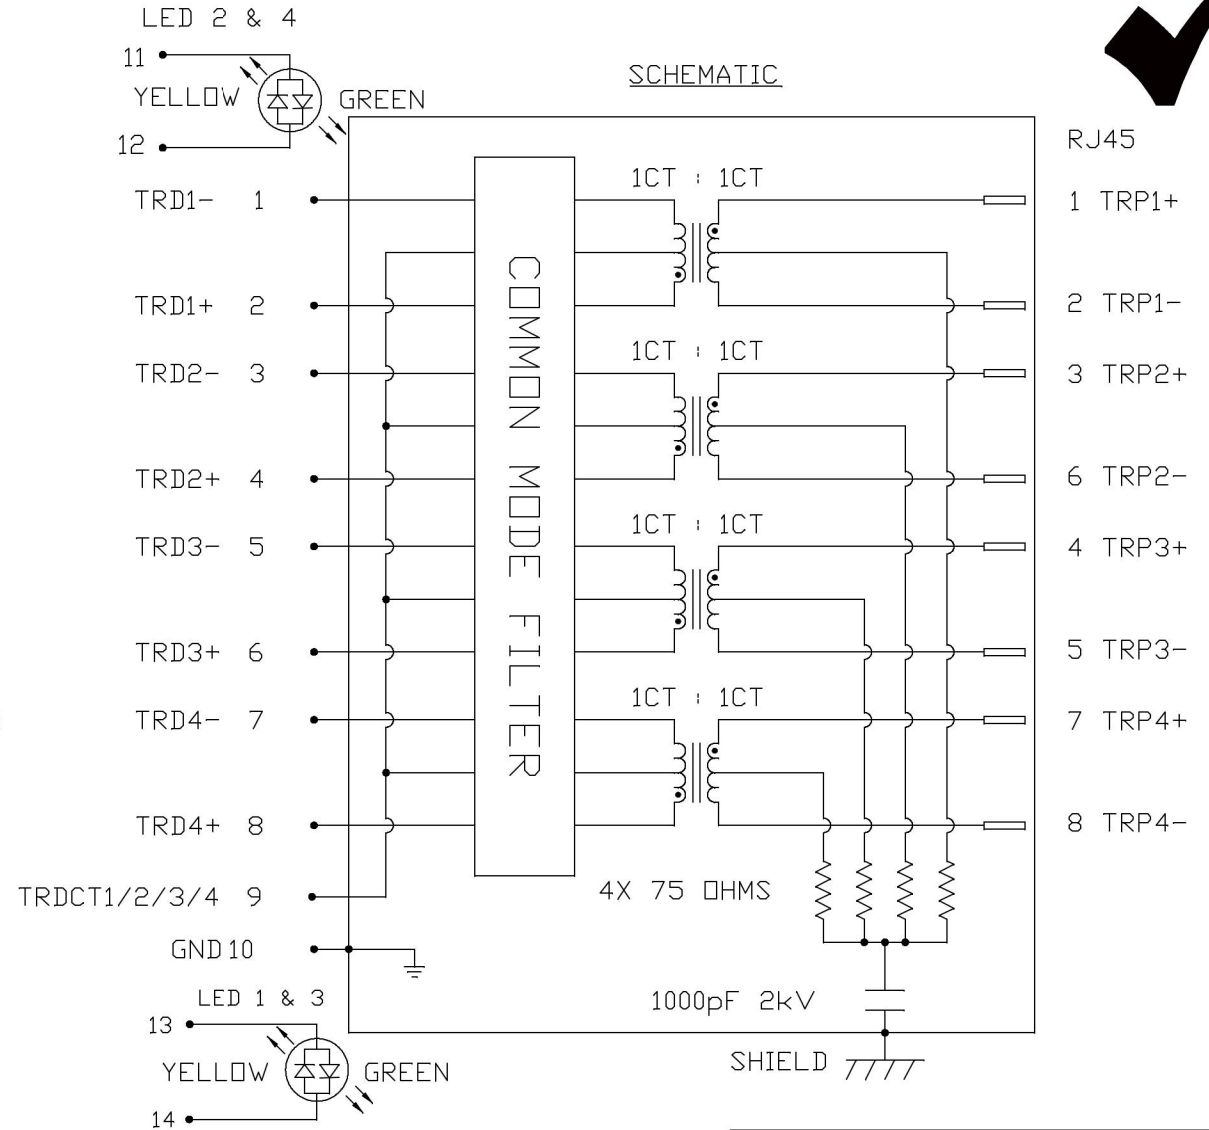 LED 2 & 4
11
YELLOW GREEN
12
SCHEMATIC
RJ45
1CT : 1CT
TRD1- 1
1 TRP1+
TRD1+ 2
2 TRP1-
1CT : 1CT
TRD2- 3
3 TRP2+
TRD2+ 4
6 TRP2-
1CT : 1CT
TRD3- 5
4 TRP3+
TRD3+ 6
5 TRP3-
1CT : 1CT
TRD4- 7
7 TRP4+
TRD4+ 8
8 TRP4-
COMMON MODE FILTER
TRDCT1/2/3/4 9
4X 75 OHMS
GND 10
LED 1 & 3
1000pF 2kV
13
SHIELD
YELLOW GREEN
14